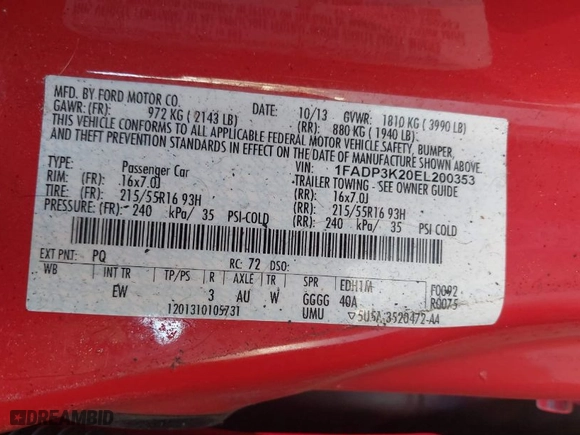 MFD. BY FORD MOTOR CO.
DATE: 10/13 GVWR: 1810 KG ( 3990 LB)
GAWR: (FR): 972 KG ( 2143 LB) (RR): 880 KG ( 1940 LB)
THIS VEHICLE CONFORMS TO ALL APPLICABLE FEDERAL MOTOR VEHICLE SAFETY, BUMPER,
AND THEFT PREVENTION STANDARDS IN EFFECT ON THE DATE OF MANUFACTURE SHOWN ABOVE.
VIN: 1FADP3K20EL200353
Passenger Car TRAILER TOWING - SEE OWNER GUIDE
RIM: (FR): 16x7.0J (RR): 16x7.0J
TIRE: (FR): 215/55R16 93H (RR): 215/55R16 93H
PRESSURE: (FR): 240 kPa/ 35 PSI-COLD (RR): 240 kPa/ 35 PSI-COLD
EXT PNT: PQ RC: 72 DSO:
WB INT TR TP/PS R AXLE TR SPR EDH1M F0092
EW 3 AU W GGGG 40A R0075
1201310105731 UMU ▽5U5A-3520472-AA
DREAMBID